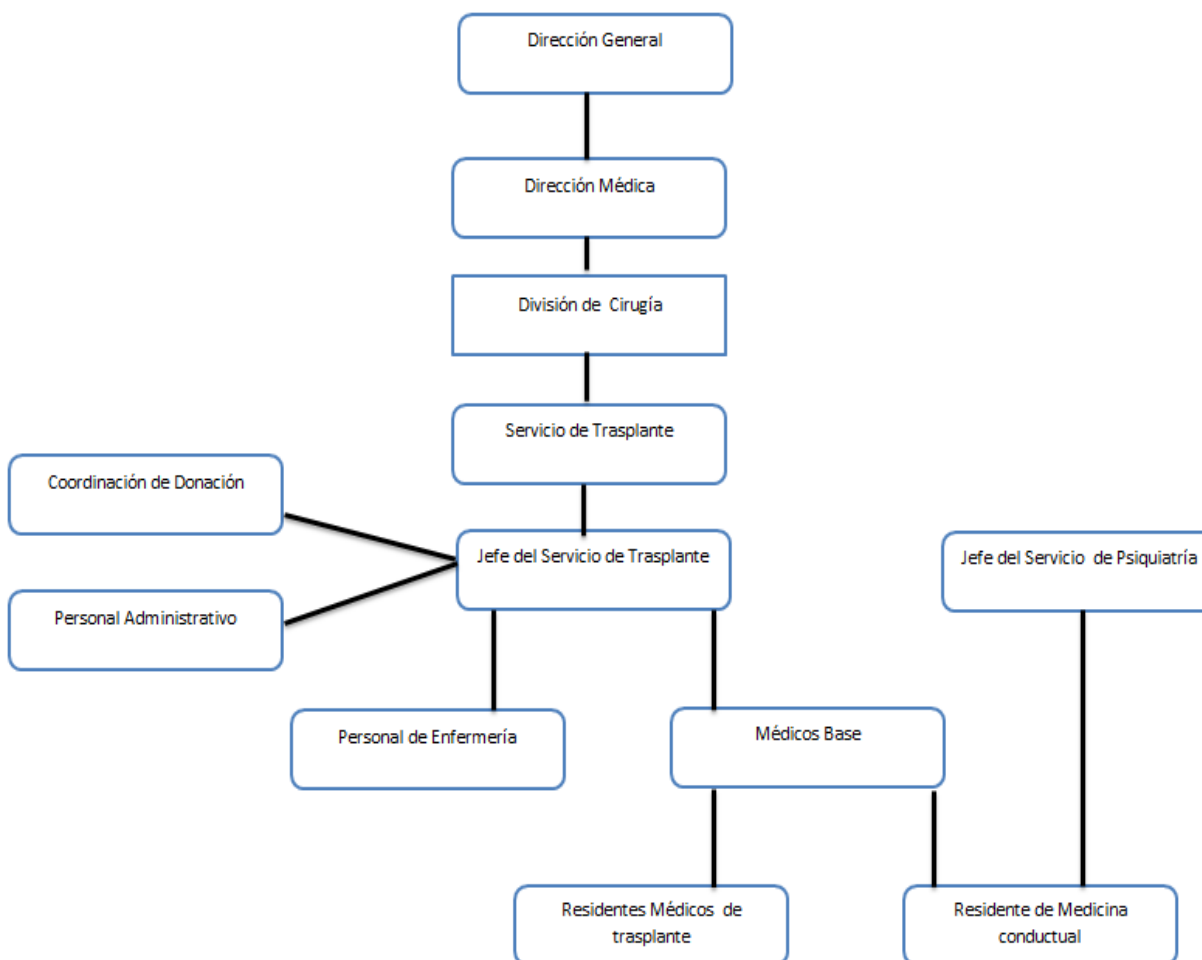 Dirección General
Dirección Médica
División de  Cirugía
Servicio de Trasplante
Coordinación de Donación
Jefe del Servicio de Trasplante
Jefe del Servicio  de Psiquiatría
Personal Administrativo
Personal de Enfermería
Médicos Base
Residentes Médicos  de
trasplante
Residente de Medicina
conductual